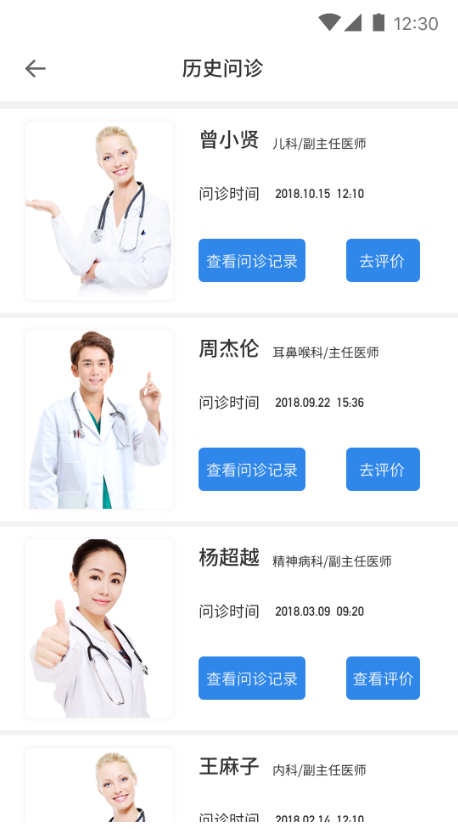 12:30
历史问诊
曾小贤 儿科/副主任医师
问诊时间 2018.10.15 12:10
查看问诊记录 去评价
周杰伦 耳鼻喉科/主任医师
问诊时间 2018.09.22 15:36
查看问诊记录 去评价
杨超越 精神病科/副主任医师
问诊时间 2018.03.09 09:20
查看问诊记录 查看评价
王麻子 内科/副主任医师
问诊时间 2018.02.14 12:10